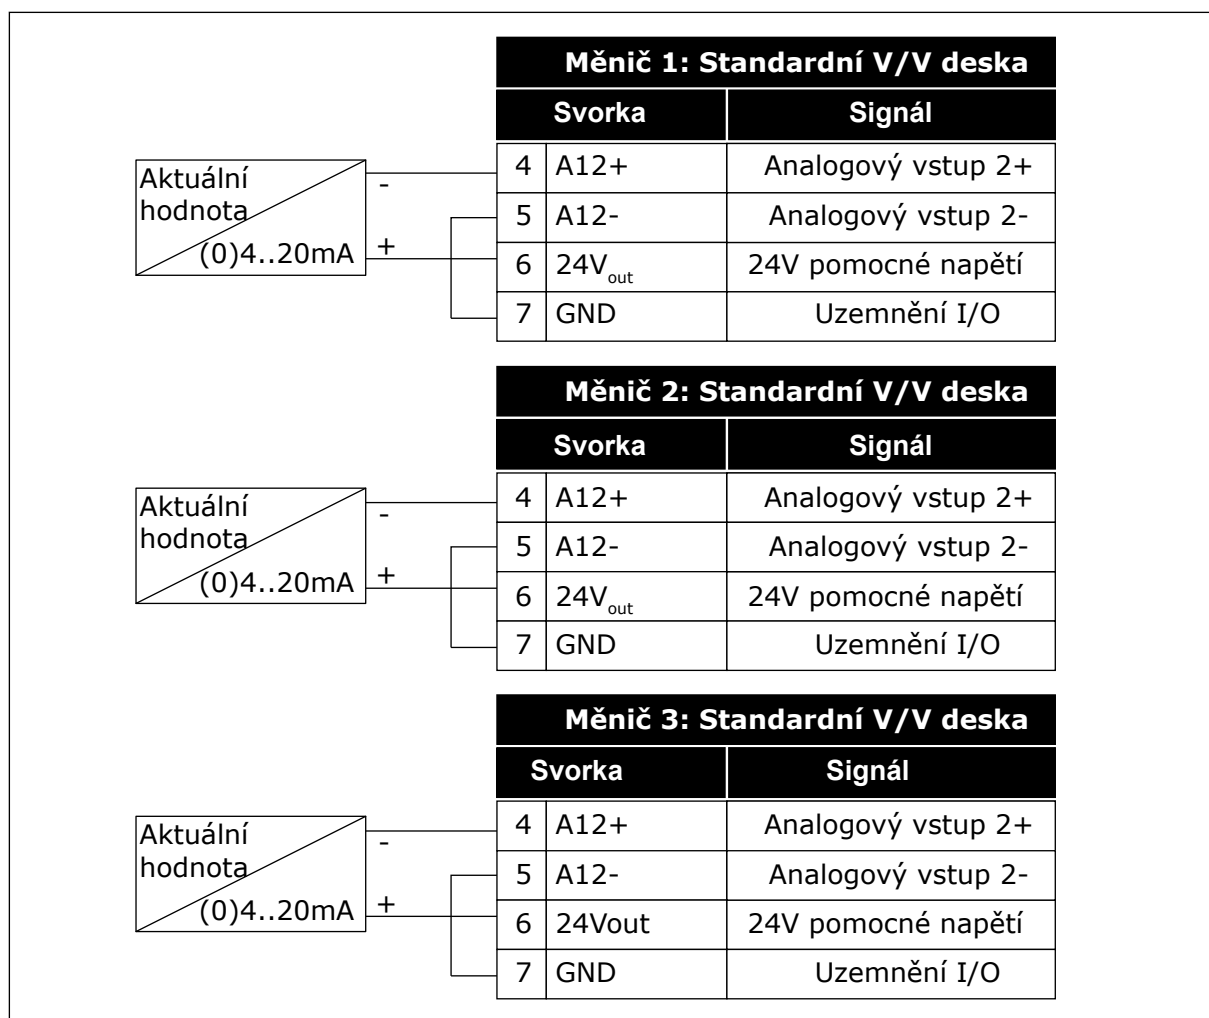 Měnič 1: Standardní V/V deska
Svorka Signál
Aktuální
hodnota
(0)4..20mA
-
+
4 A12+ Analogový vstup 2+
5 A12- Analogový vstup 2-
6 24Vout 24V pomocné napětí
7 GND Uzemnění I/O
Měnič 2: Standardní V/V deska
Svorka Signál
Aktuální
hodnota
(0)4..20mA
-
+
4 A12+ Analogový vstup 2+
5 A12- Analogový vstup 2-
6 24Vout 24V pomocné napětí
7 GND Uzemnění I/O
Měnič 3: Standardní V/V deska
Svorka Signál
Aktuální
hodnota
(0)4..20mA
-
+
4 A12+ Analogový vstup 2+
5 A12- Analogový vstup 2-
6 24Vout 24V pomocné napětí
7 GND Uzemnění I/O